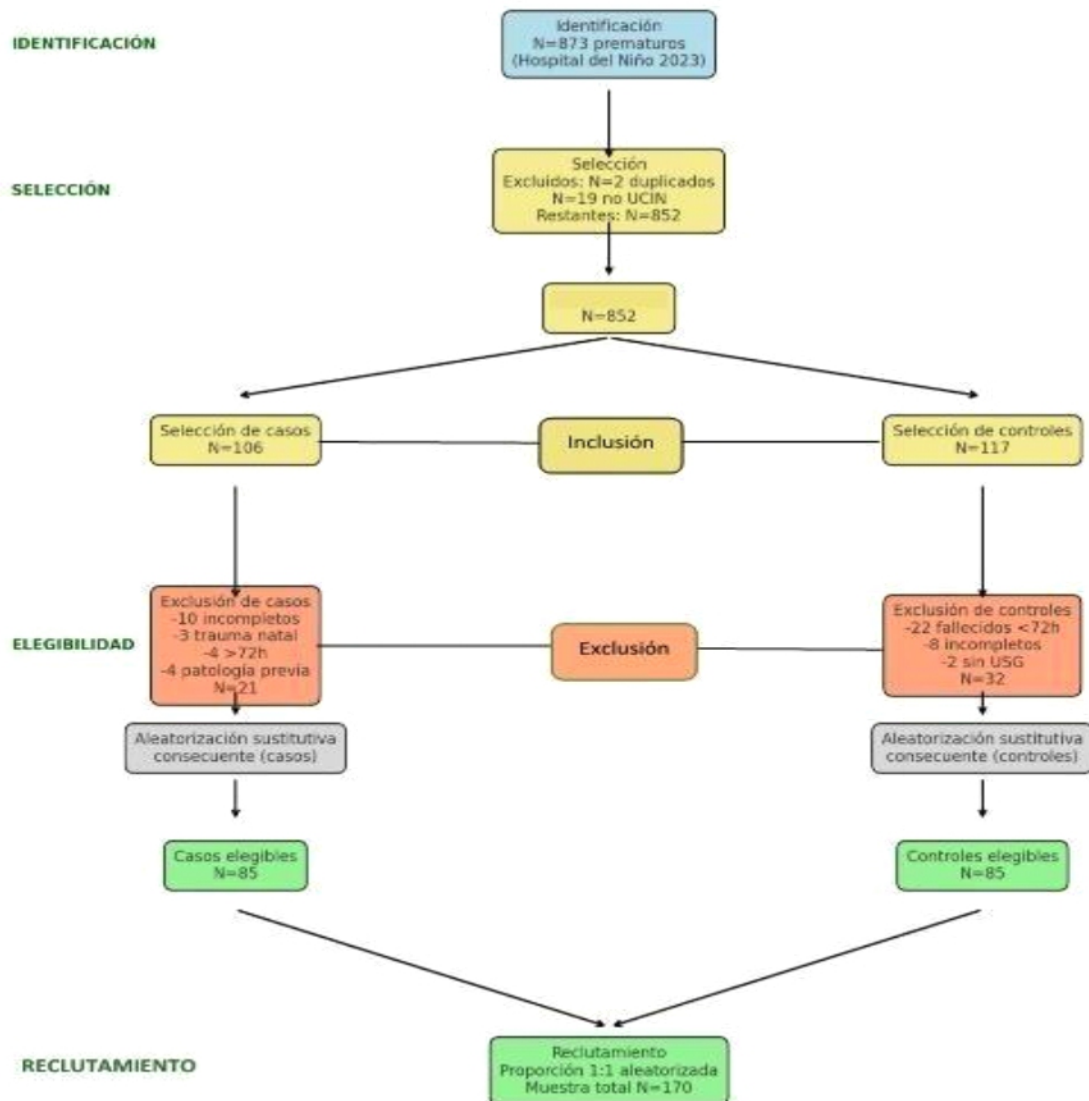 IDENTIFICACIÓN
Identificación
N=873 prematuros
(Hospital del Niño 2023)
SELECCIÓN
Selección
Excluidos: N=2 duplicados
N=19 no UCIN
Restantes: N=852
N=852
Selección de casos
N=106
Inclusión
Selección de controles
N=117
ELEGIBILIDAD
Exclusión de casos
-10 incompletos
-3 trauma natal
-4 >72h
-4 patología previa
N=21
Exclusión
Exclusión de controles
-22 fallecidos <72h
-8 incompletos
-2 sin USG
N=32
Aleatorización sustitutiva
consecuente (casos)
Aleatorización sustitutiva
consecuente (controles)
Casos elegibles
N=85
Controles elegibles
N=85
RECLUTAMIENTO
Reclutamiento
Proporción 1:1 aleatorizada
Muestra total N=170